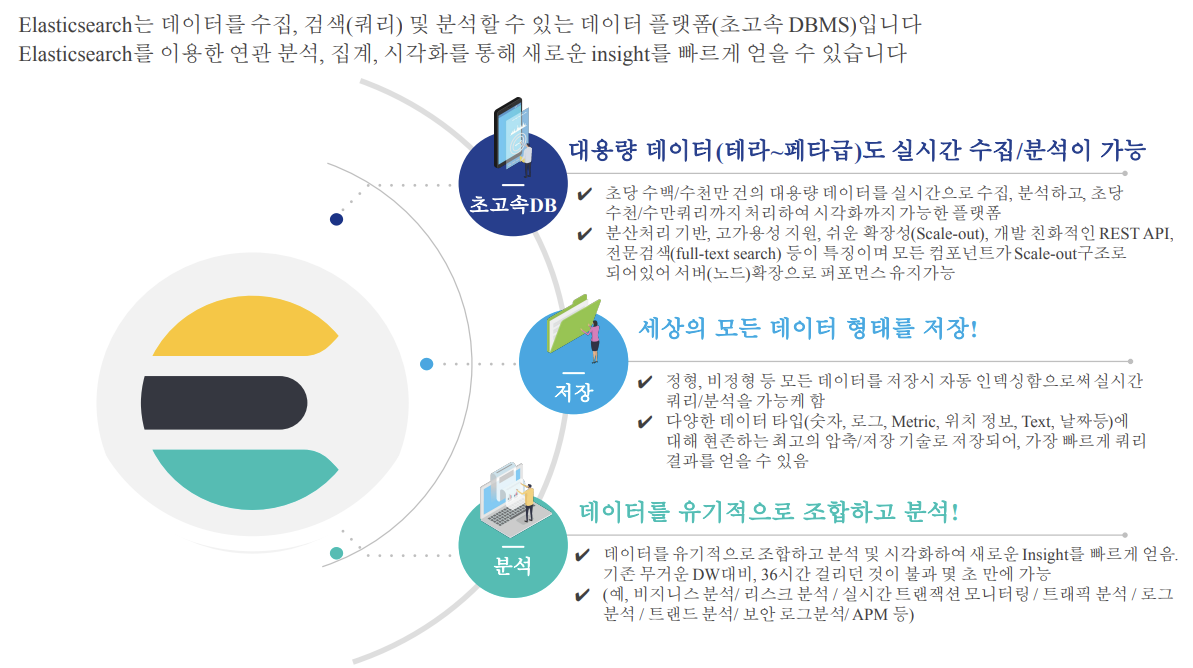 Elasticsearch는 데이터를 수집, 검색(쿼리) 및 분석할 수 있는 데이터 플랫폼(초고속 DBMS)입니다
Elasticsearch를 이용한 연관 분석, 집계, 시각화를 통해 새로운 insight를 빠르게 얻을 수 있습니다
초고속DB
대용량 데이터(테라~페타급)도 실시간 수집/분석이 가능
✔ 초당 수백/수천만 건의 대용량 데이터를 실시간으로 수집, 분석하고, 초당
수천/수만쿼리까지 처리하여 시각화까지 가능한 플랫폼
✔ 분산처리 기반, 고가용성 지원, 쉬운 확장성(Scale-out), 개발 친화적인 REST API,
전문검색(full-text search) 등이 특징이며 모든 컴포넌트가 Scale-out구조로
되어있어 서버(노드)확장으로 퍼포먼스 유지가능
저장
세상의 모든 데이터 형태를 저장!
✔ 정형, 비정형 등 모든 데이터를 저장시 자동 인덱싱함으로써 실시간
쿼리/분석을 가능케 함
✔ 다양한 데이터 타입(숫자, 로그, Metric, 위치 정보, Text, 날짜등)에
대해 현존하는 최고의 압축/저장 기술로 저장되어, 가장 빠르게 쿼리
결과를 얻을 수 있음
분석
데이터를 유기적으로 조합하고 분석!
✔ 데이터를 유기적으로 조합하고 분석 및 시각화하여 새로운 Insight를 빠르게 얻음.
기존 무거운 DW대비, 36시간 걸리던 것이 불과 몇 초 만에 가능
✔ (예, 비지니스 분석/ 리스크 분석 / 실시간 트랜잭션 모니터링 / 트래픽 분석 / 로그
분석 / 트랜드 분석/ 보안 로그분석/ APM 등)